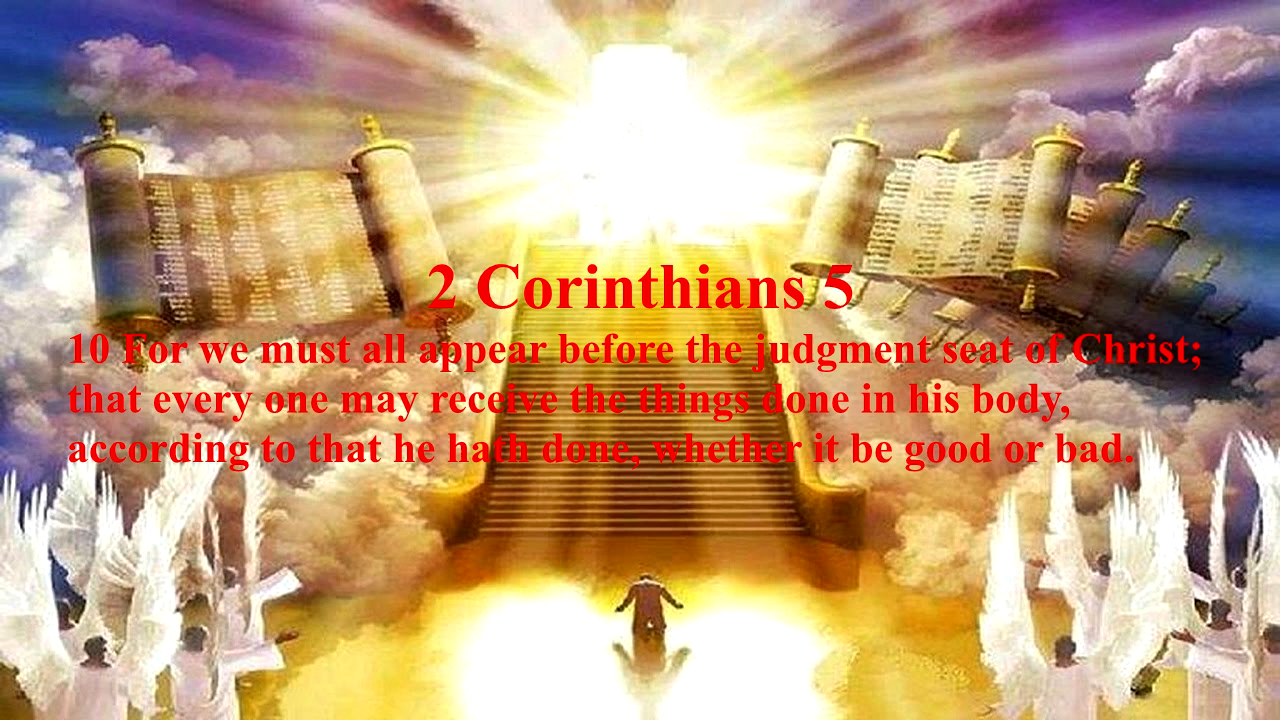 2 Corinthians 5
10 For we must all appear before the judgment seat of Christ;
that every one may receive the things done in his body,
according to that he hath done, whether it be good or bad.